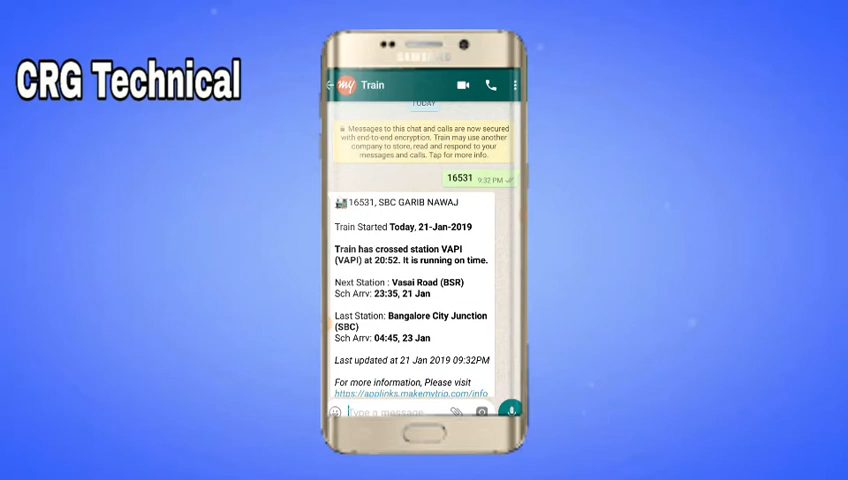 CRG Technical
SAMSUNG
my Train
TODAY
Messages to this chat and calls are now secured
with end-to-end encryption. Train may use another
company to store, read and respond to your
messages and calls. Tap for more info.
16531 9:32 PM
16531, SBC GARIB NAWAJ
Train Started Today, 21-Jan-2019
Train has crossed station VAPI
(VAPI) at 20:52. It is running on time.
Next Station : Vasai Road (BSR)
Sch Arrv: 23:35, 21 Jan
Last Station: Bangalore City Junction
(SBC)
Sch Arrv: 04:45, 23 Jan
Last updated at 21 Jan 2019 09:32PM
For more information, Please visit
https://applinks.makemytrip.com/info
Type a message